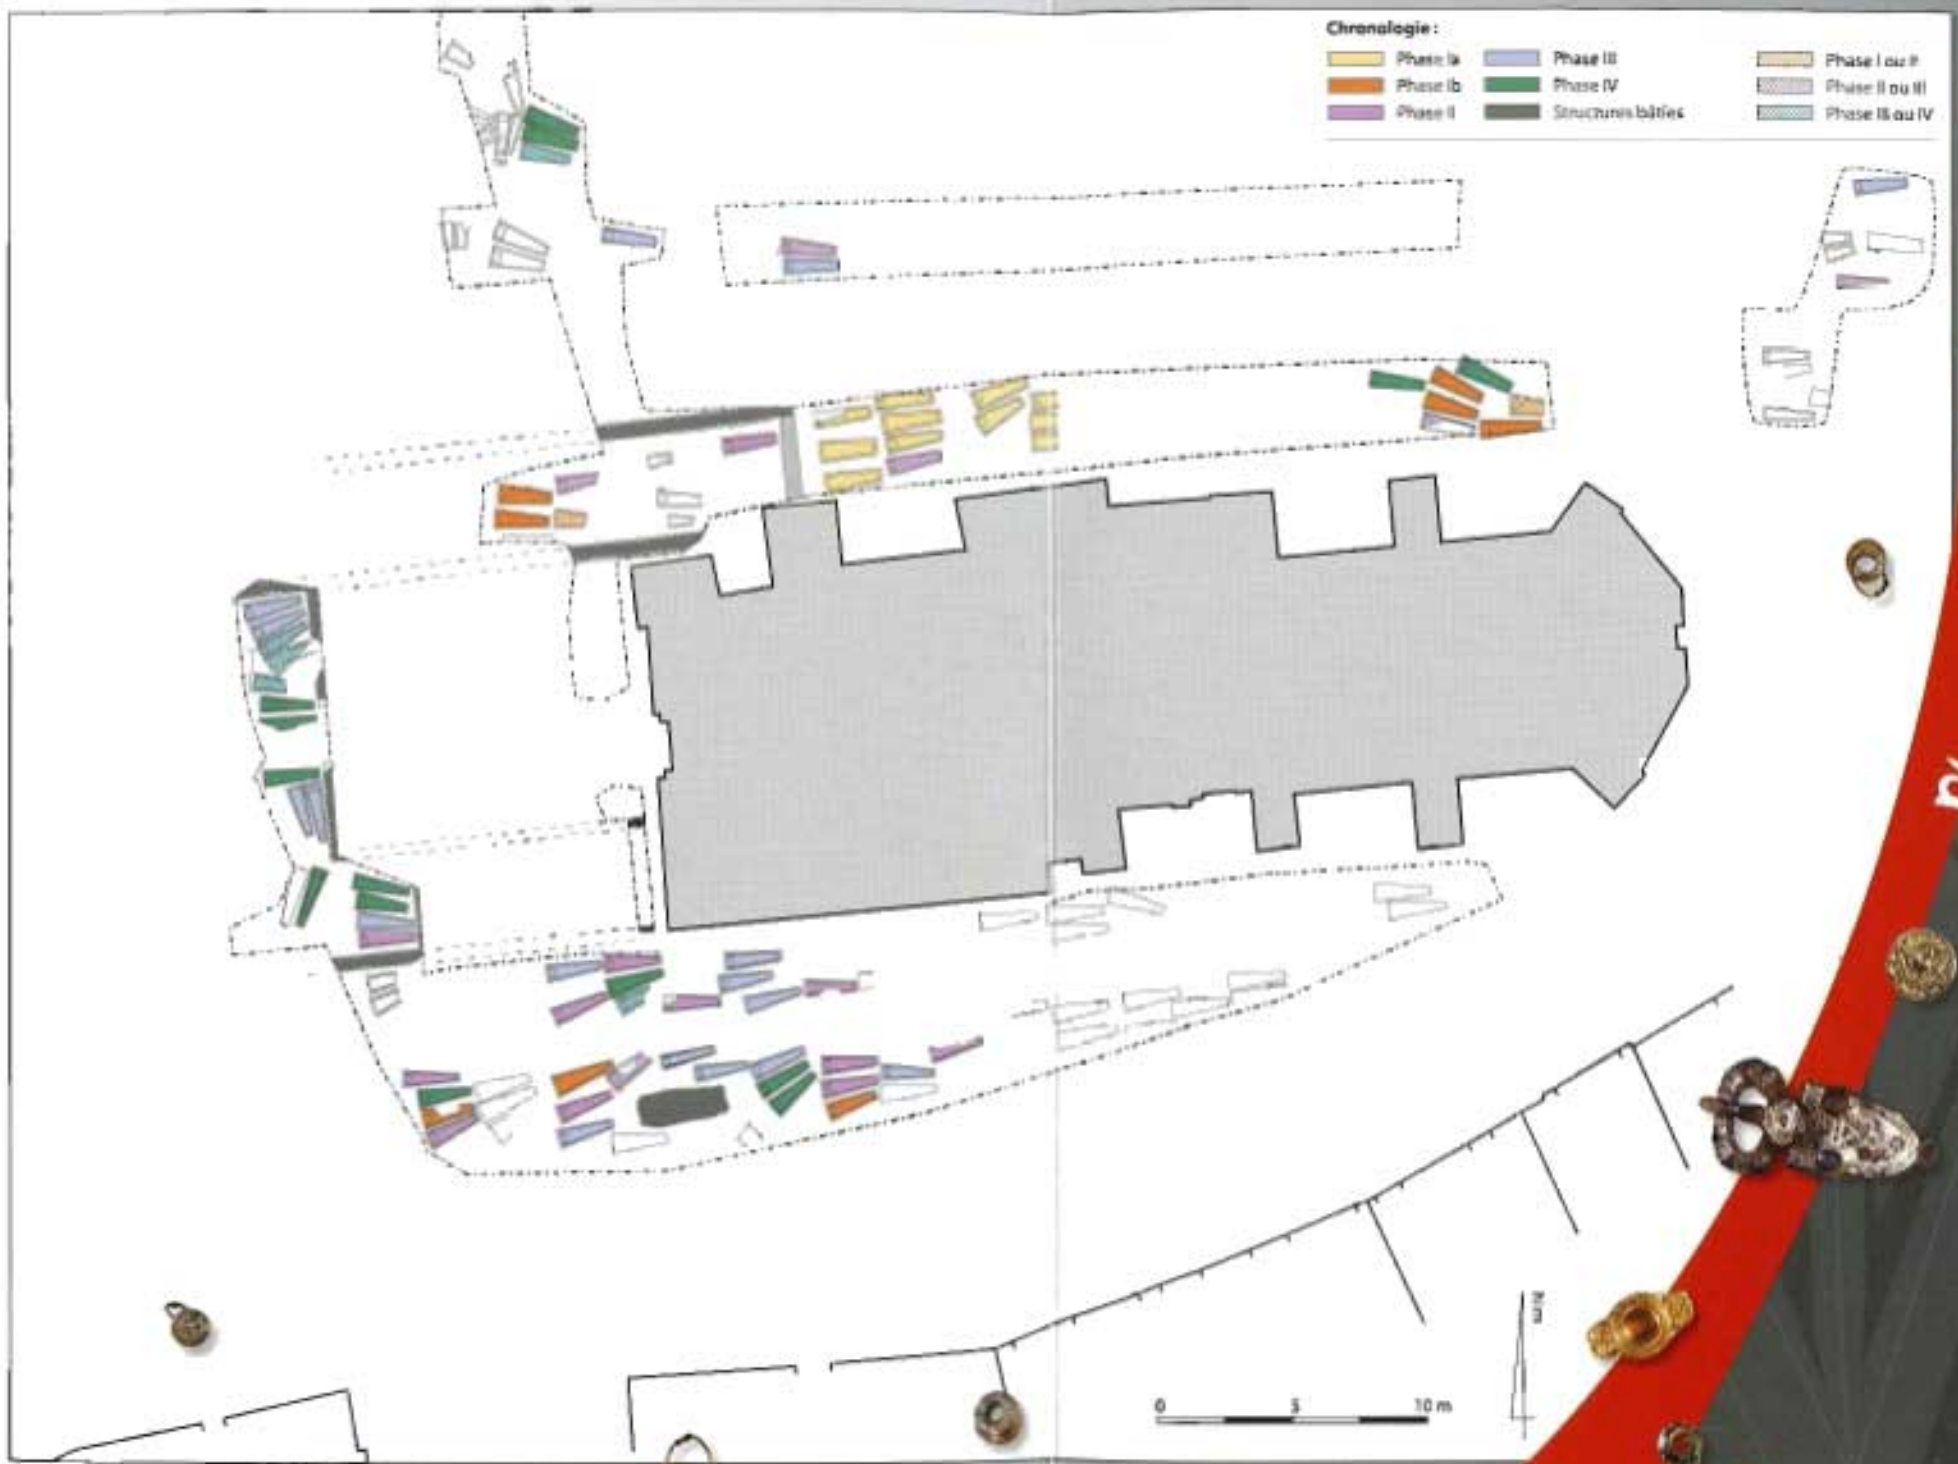 Chronologie :
Phase Ia
Phase Ib
Phase II
Phase III
Phase IV
Structures bâties
Phase I ou II
Phase II ou III
Phase III ou IV
0 5 10 m